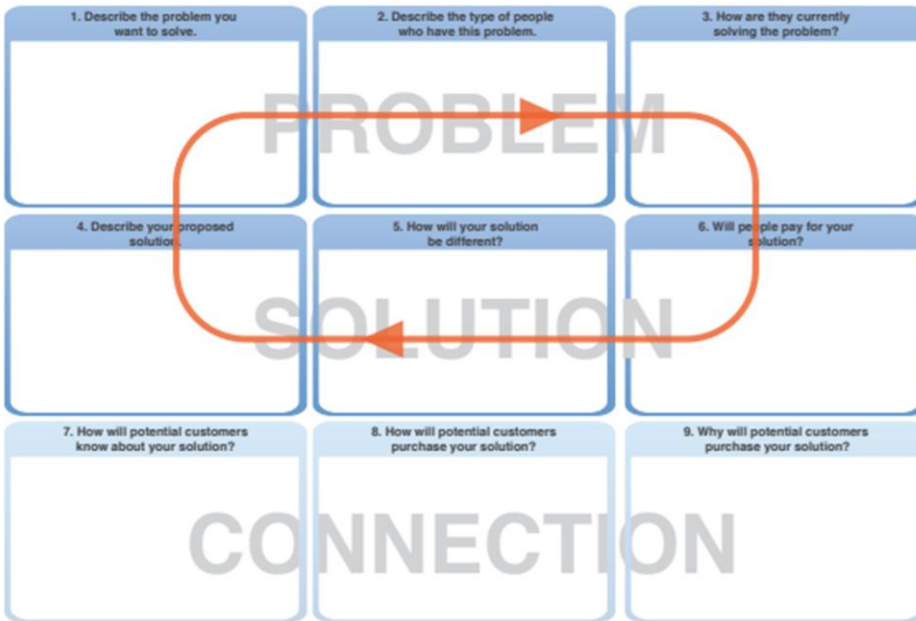 1. Describe the problem you
want to solve.
2. Describe the type of people
who have this problem.
3. How are they currently
solving the problem?
PROBLEM
4. Describe your proposed
solution.
5. How will your solution
be different?
6. Will people pay for your
solution?
SOLUTION
7. How will potential customers
know about your solution?
8. How will potential customers
purchase your solution?
9. Why will potential customers
purchase your solution?
CONNECTION